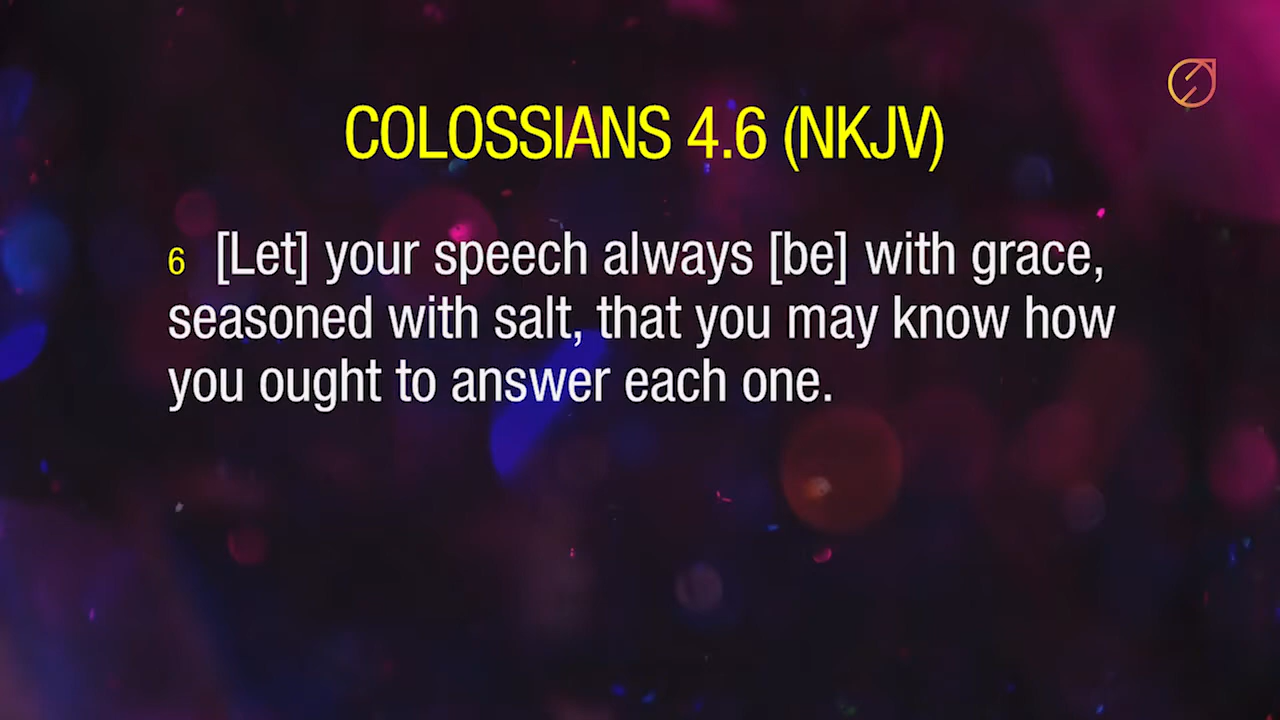 COLOSSIANS 4.6 (NKJV)
6 [Let] your speech always [be] with grace,
seasoned with salt, that you may know how
you ought to answer each one.